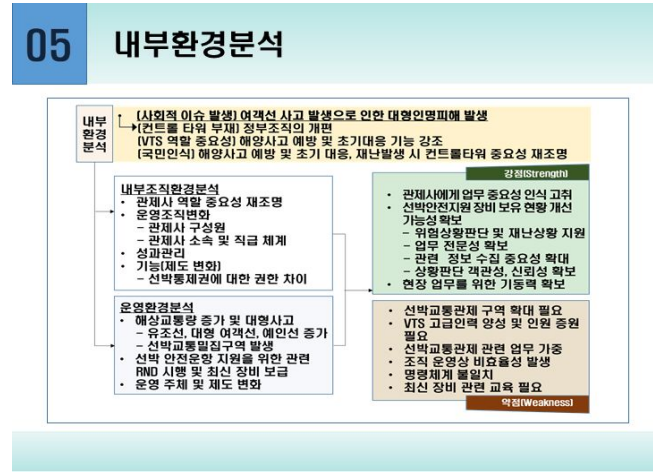 05 내부환경분석
내부
환경
분석
• (사회적 이슈 발생) 여객선 사고 발생으로 인한 대형인명피해 발생
(컨트롤 타워 부재) 정부조직의 개편
(VTS 역할 중요성) 해양사고 예방 및 초기대응 기능 강조
(국민인식) 해양사고 예방 및 초기 대응, 재난발생 시 컨트롤타워 중요성 재조명
내부조직환경분석
• 관제사 역할 중요성 재조명
• 운영조직변화
– 관제사 구성원
– 관제사 소속 및 직급 체계
• 성과관리
• 기능(제도 변화)
– 선박통제권에 대한 권한 차이
운영환경분석
• 해상교통량 증가 및 대형사고
– 유조선, 대형 여객선, 예인선 증가
– 선박교통밀집구역 발생
• 선박 안전운항 지원을 위한 관련
RND 시행 및 최신 장비 보급
• 운영 주체 및 제도 변화
강점(Strength)
• 관제사에게 업무 중요성 인식 고취
• 선박안전지원 장비 보유 현황 개선
가능성 확보
– 위험상황판단 및 재난상황 지원
– 업무 전문성 확보
– 관련 정보 수집 중요성 확대
– 상황판단 객관성, 신뢰성 확보
• 현장 업무를 위한 기동력 확보
• 선박교통관제 구역 확대 필요
• VTS 고급인력 양성 및 인원 증원
필요
• 선박교통관제 관련 업무 가중
• 조직 운영상 비효율성 발생
• 명령체계 불일치
• 최신 장비 관련 교육 필요
약점(Weakness)